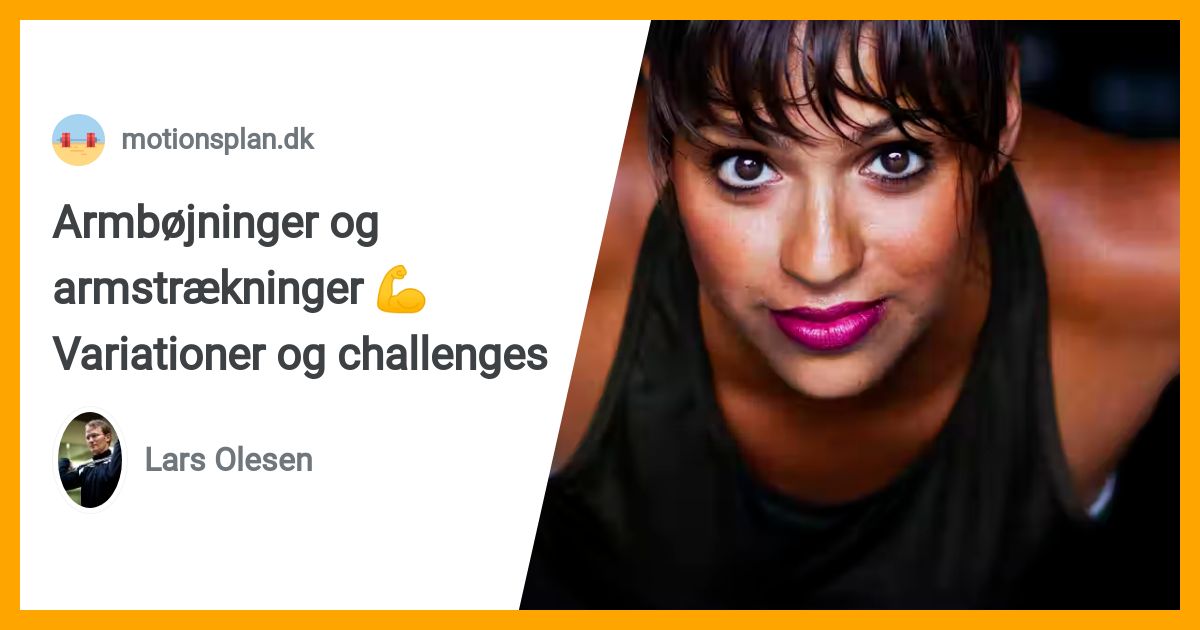 motionsplan.dk
Armbøjninger og
armstrækninger 💪
Variationer og challenges
Lars Olesen